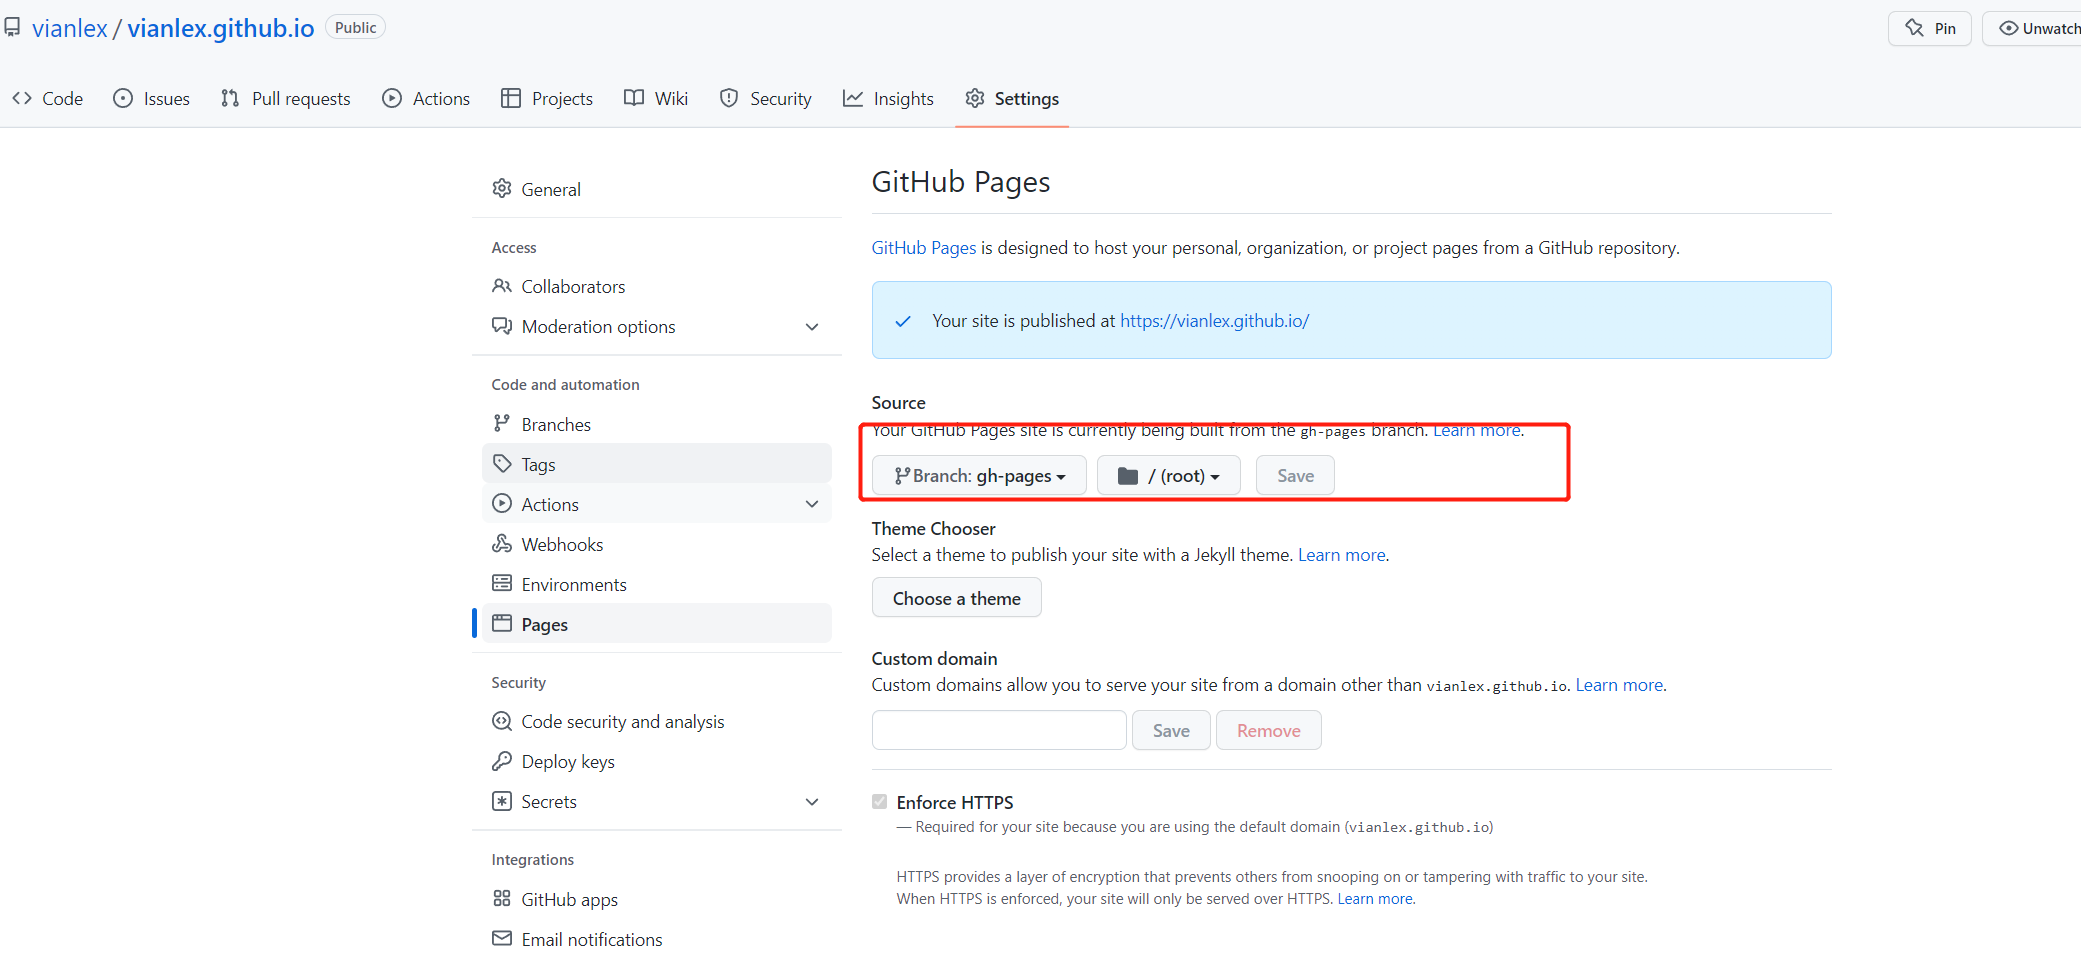 vianlex / vianlex.github.io Public
Pin
Unwatch
Code
Issues
Pull requests
Actions
Projects
Wiki
Security
Insights
Settings
General
Access
Collaborators
Moderation options
Code and automation
Branches
Tags
Actions
Webhooks
Environments
Pages
Security
Code security and analysis
Deploy keys
Secrets
Integrations
GitHub apps
Email notifications
GitHub Pages
GitHub Pages is designed to host your personal, organization, or project pages from a GitHub repository.
Your site is published at https://vianlex.github.io/
Source
Your GitHub Pages site is currently being built from the gh-pages branch. Learn more.
Branch: gh-pages
/ (root)
Save
Theme Chooser
Select a theme to publish your site with a Jekyll theme. Learn more.
Choose a theme
Custom domain
Custom domains allow you to serve your site from a domain other than vianlex.github.io. Learn more.
Save
Remove
Enforce HTTPS
— Required for your site because you are using the default domain (vianlex.github.io)
HTTPS provides a layer of encryption that prevents others from snooping on or tampering with traffic to your site.
When HTTPS is enforced, your site will only be served over HTTPS. Learn more.